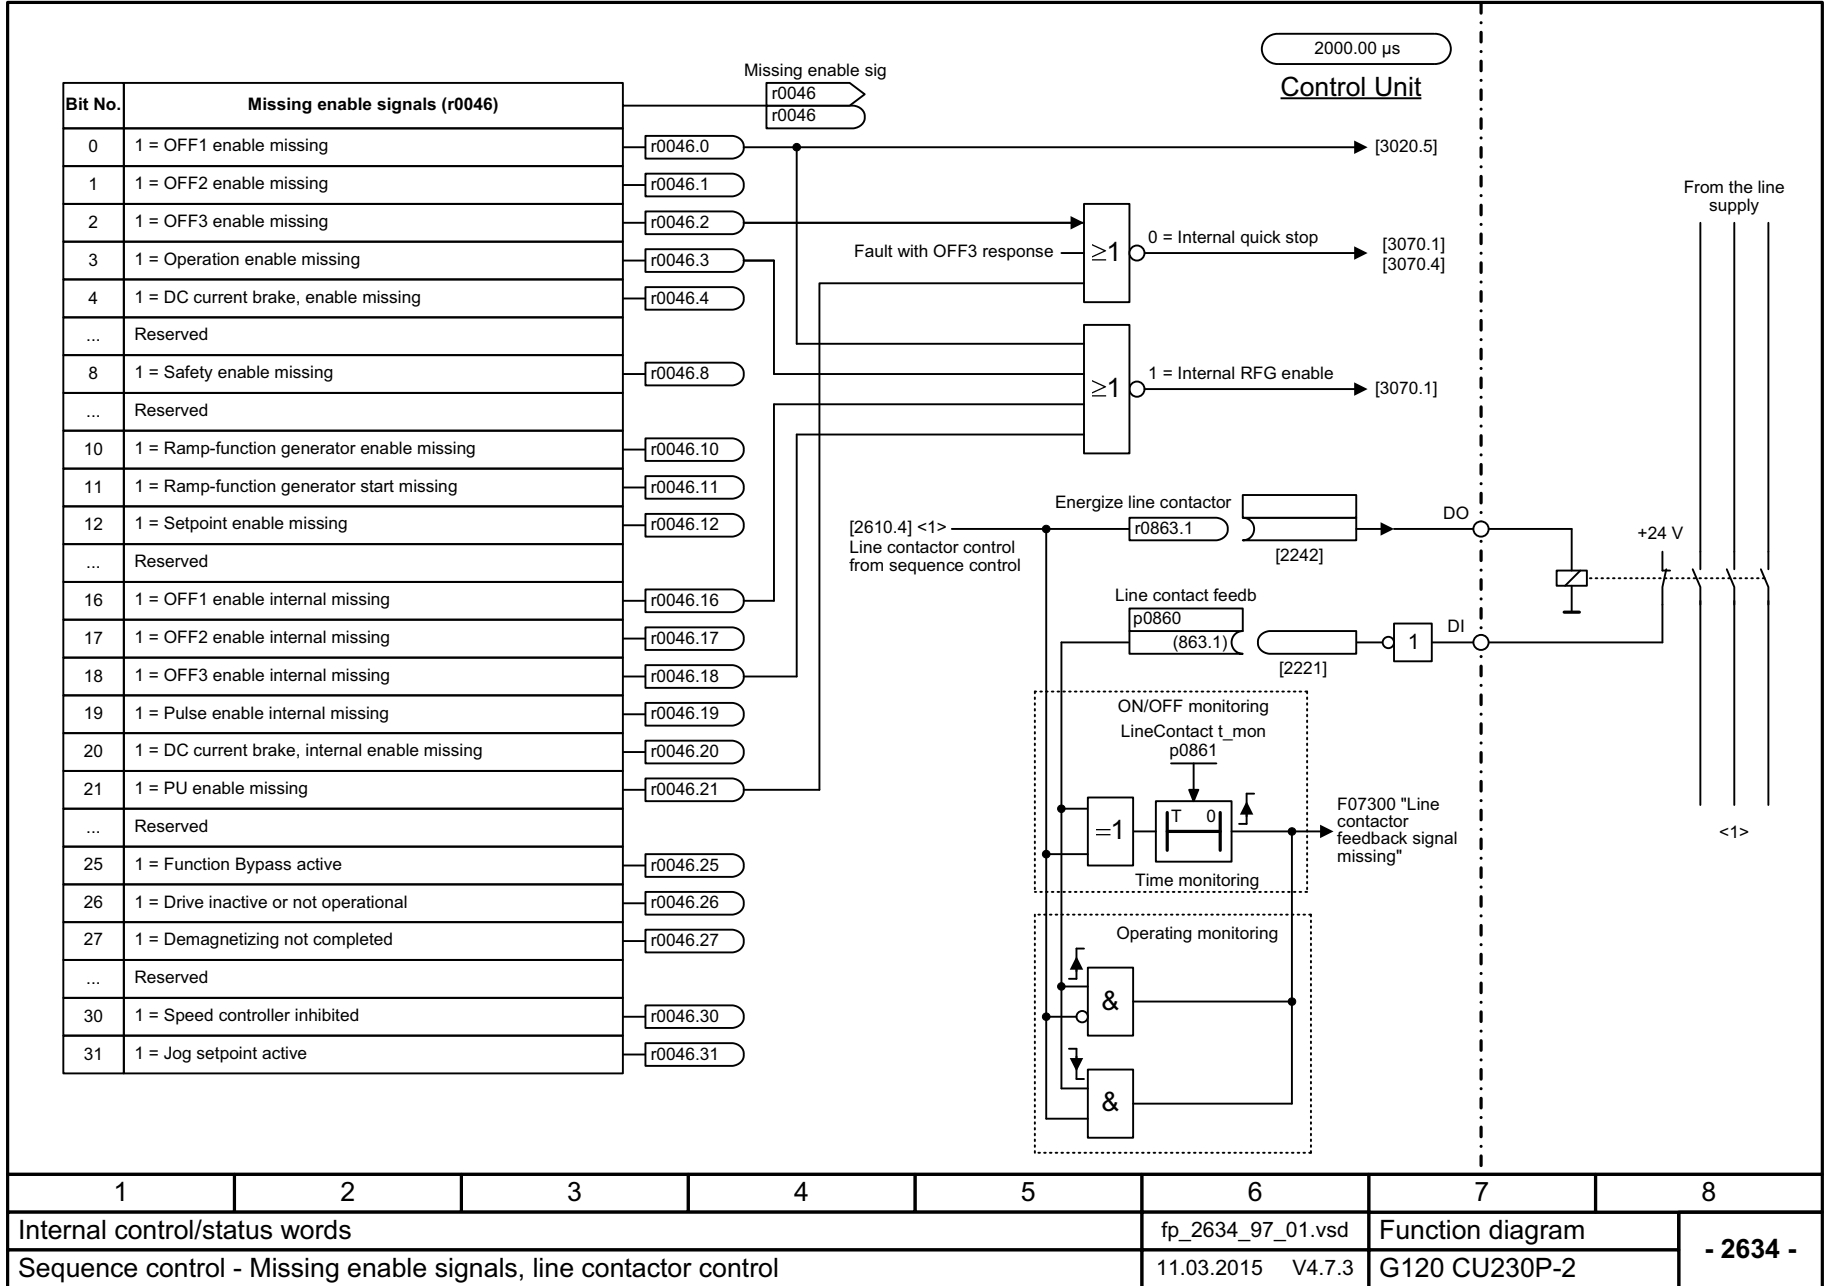 2000.00 µs
Control Unit
Missing enable sig
r0046
r0046
Bit No. Missing enable signals (r0046)
0 1 = OFF1 enable missing r0046.0 [3020.5]
1 1 = OFF2 enable missing r0046.1
2 1 = OFF3 enable missing r0046.2
3 1 = Operation enable missing r0046.3
4 1 = DC current brake, enable missing r0046.4
... Reserved
8 1 = Safety enable missing r0046.8
... Reserved
10 1 = Ramp-function generator enable missing r0046.10
11 1 = Ramp-function generator start missing r0046.11
12 1 = Setpoint enable missing r0046.12
... Reserved
16 1 = OFF1 enable internal missing r0046.16
17 1 = OFF2 enable internal missing r0046.17
18 1 = OFF3 enable internal missing r0046.18
19 1 = Pulse enable internal missing r0046.19
20 1 = DC current brake, internal enable missing r0046.20
21 1 = PU enable missing r0046.21
... Reserved
25 1 = Function Bypass active r0046.25
26 1 = Drive inactive or not operational r0046.26
27 1 = Demagnetizing not completed r0046.27
... Reserved
30 1 = Speed controller inhibited r0046.30
31 1 = Jog setpoint active r0046.31
Fault with OFF3 response
≥1
0 = Internal quick stop
[3070.1]
[3070.4]
≥1
1 = Internal RFG enable
[3070.1]
From the line
supply
Energize line contactor
[2610.4] <1>
Line contactor control
from sequence control
r0863.1
[2242]
DO
+24 V
Line contact feedb
p0860
(863.1)
[2221]
1
DI
ON/OFF monitoring
LineContact t_mon
p0861
=1
T 0
Time monitoring
F07300 "Line
contactor
feedback signal
missing"
<1>
Operating monitoring
&
&
1 2 3 4 5 6 7 8
Internal control/status words
fp_2634_97_01.vsd
Function diagram
- 2634 -
Sequence control - Missing enable signals, line contactor control
11.03.2015 V4.7.3
G120 CU230P-2